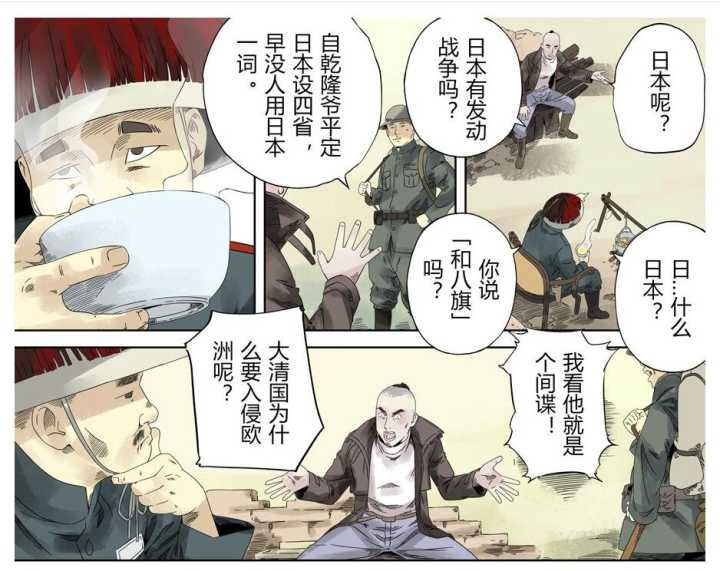 日本呢？
日…什么
日本？
日本有发动
战争吗？
你说
「和八旗」
吗？
自乾隆爷平定
日本设四省，
早没人用日本
一词。
我看他就是
个间谍！
大清国为什
么要入侵欧
洲呢？